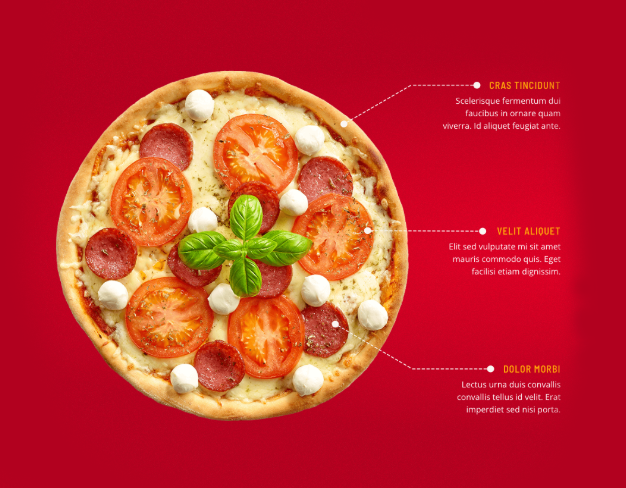 CRAS TINCIDUNT
Scelerisque fermentum dui
faucibus in ornare quam
viverra. Id aliquet feugiat ante.
VELIT ALIQUET
Elit sed vulputate mi sit amet
mauris commodo quis. Eget
facilisi etiam dignissim.
DOLOR MORBI
Lectus urna duis convallis
convallis tellus id velit. Erat
imperdiet sed nisi porta.